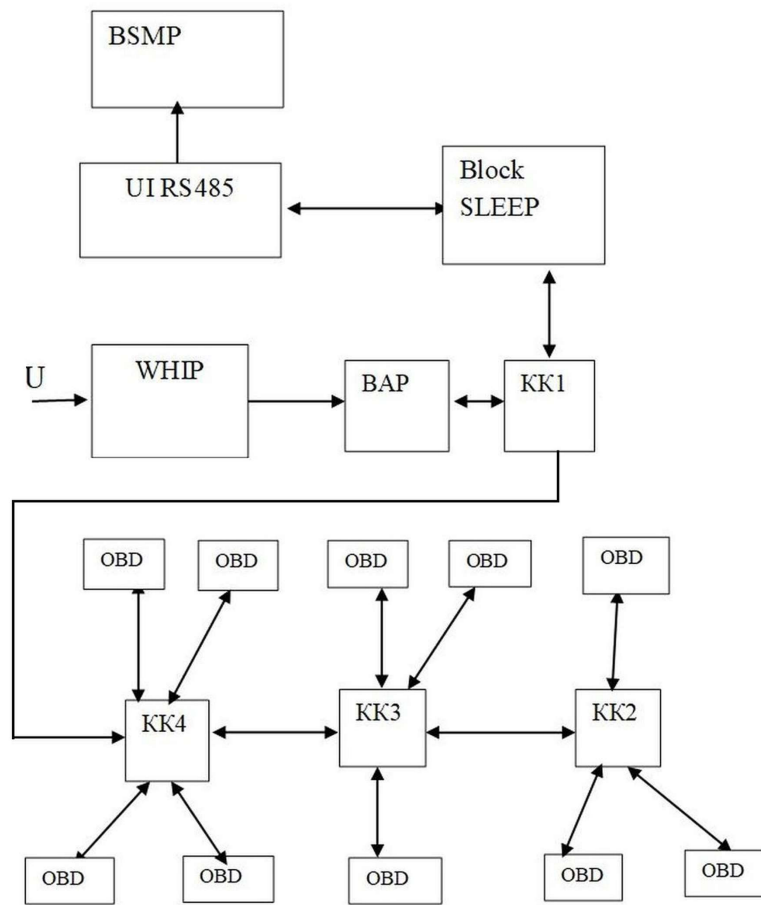 BSMP
UI RS485
Block
SLEEP
U
WHIP
BAP
KK1
OBD
OBD
OBD
OBD
OBD
KK4
KK3
KK2
OBD
OBD
OBD
OBD
OBD